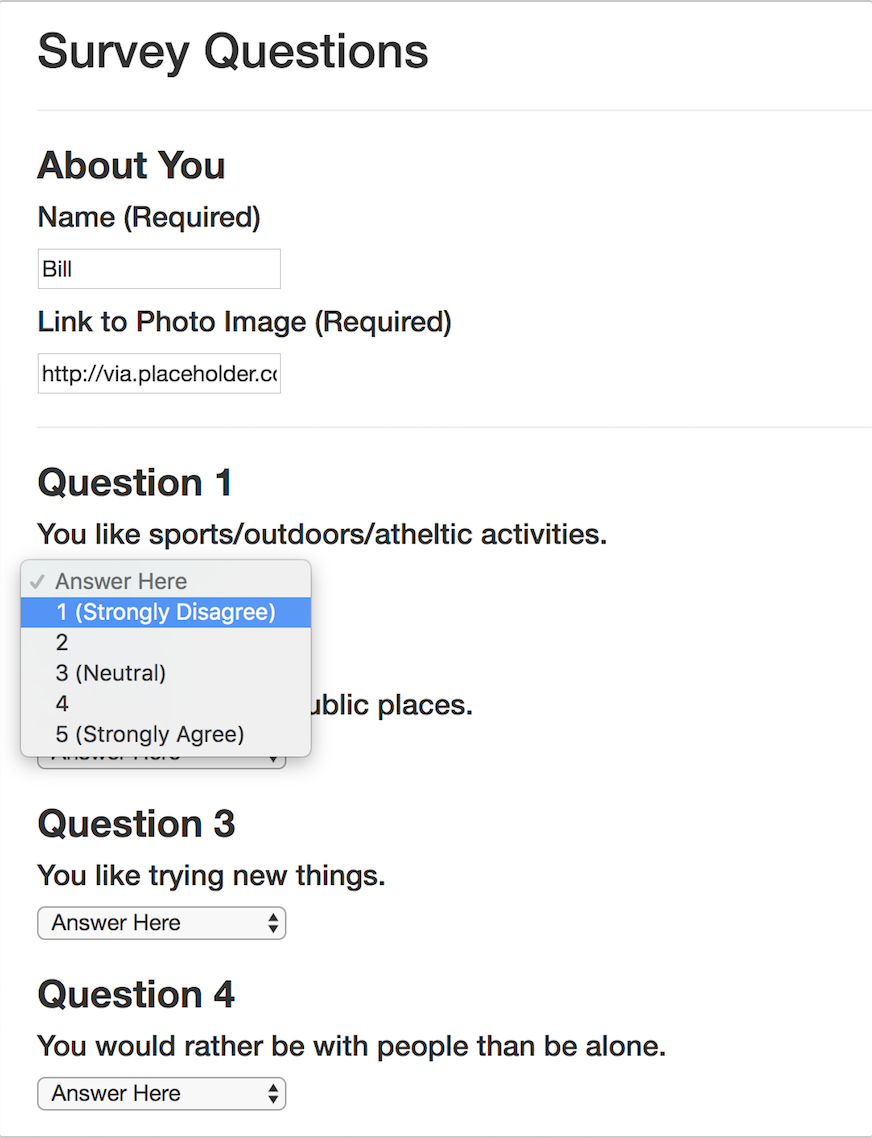 Survey Questions
About You
Name (Required)
Bill
Link to Photo Image (Required)
http://via.placeholder.co
Question 1
You like sports/outdoors/atheltic activities.
✓ Answer Here
1 (Strongly Disagree)
2
3 (Neutral)
4
places.
5 (Strongly Agree)
Answer Here
Question 3
You like trying new things.
Answer Here
Question 4
You would rather be with people than be alone.
Answer Here